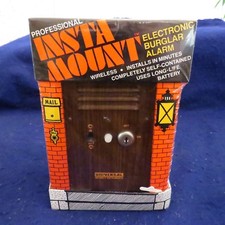 PROFESSIONAL
INSTA
MOUNT
ELECTRONIC
BURGLAR
ALARM
WIRELESS • INSTALLS IN MINUTES
COMPLETELY SELF-CONTAINED
USES LONG-LIFE
BATTERY
MAIL